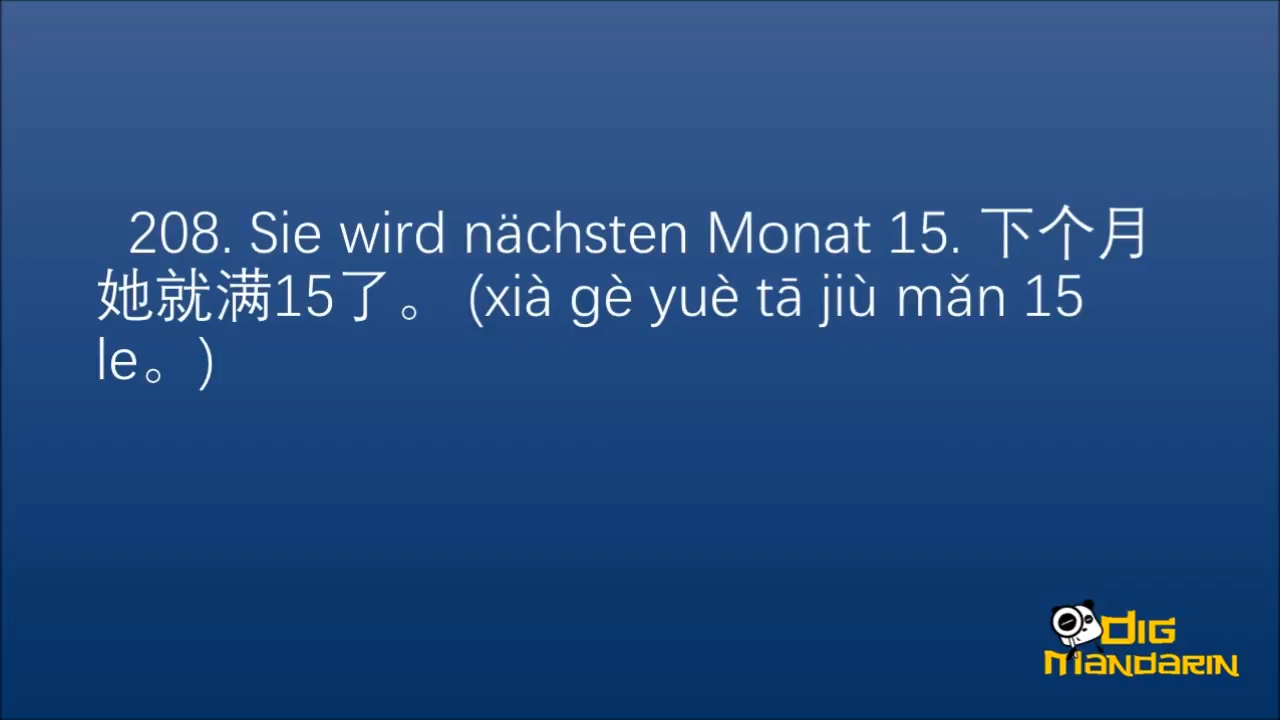 208. Sie wird nächsten Monat 15. 下个月
她就满15了。 (xià gè yuè tā jiù mǎn 15
le。)
DIG
MANDARIN